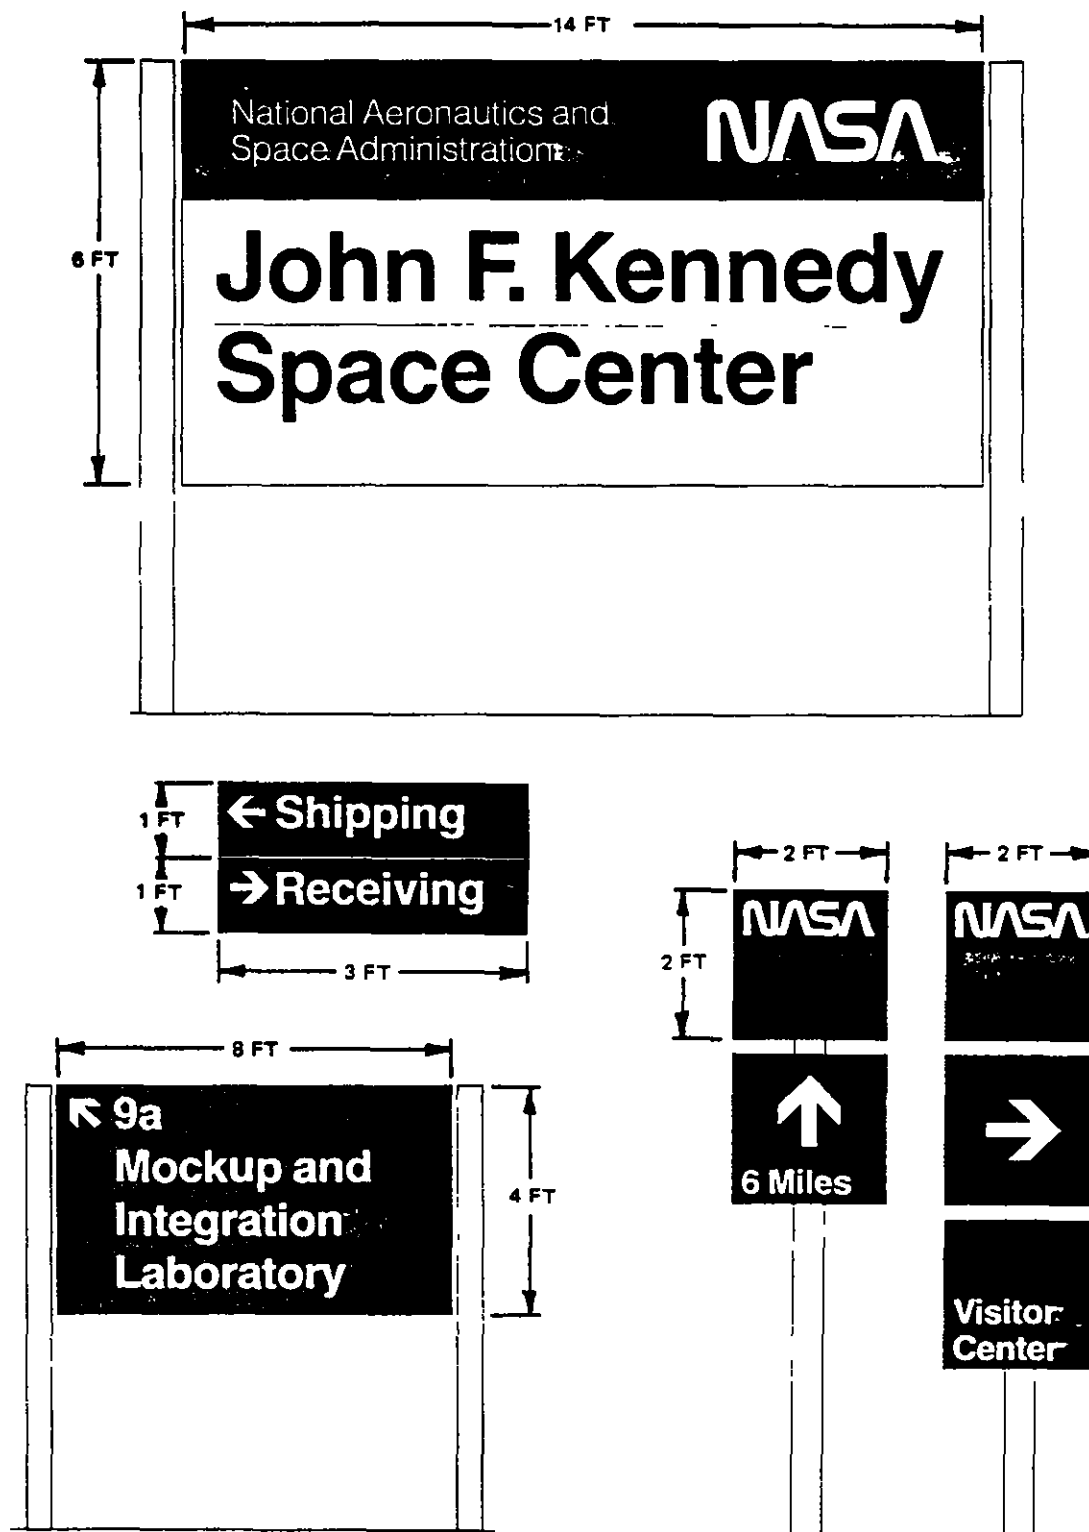 14 FT
National Aeronautics and
Space Administration
NASA
6 FT
John F. Kennedy
Space Center
1 FT
← Shipping
1 FT
→ Receiving
3 FT
2 FT
2 FT
2 FT
NASA
NASA
8 FT
↖ 9a
Mockup and
Integration
Laboratory
4 FT
↑
6 Miles
→
Visitor
Center